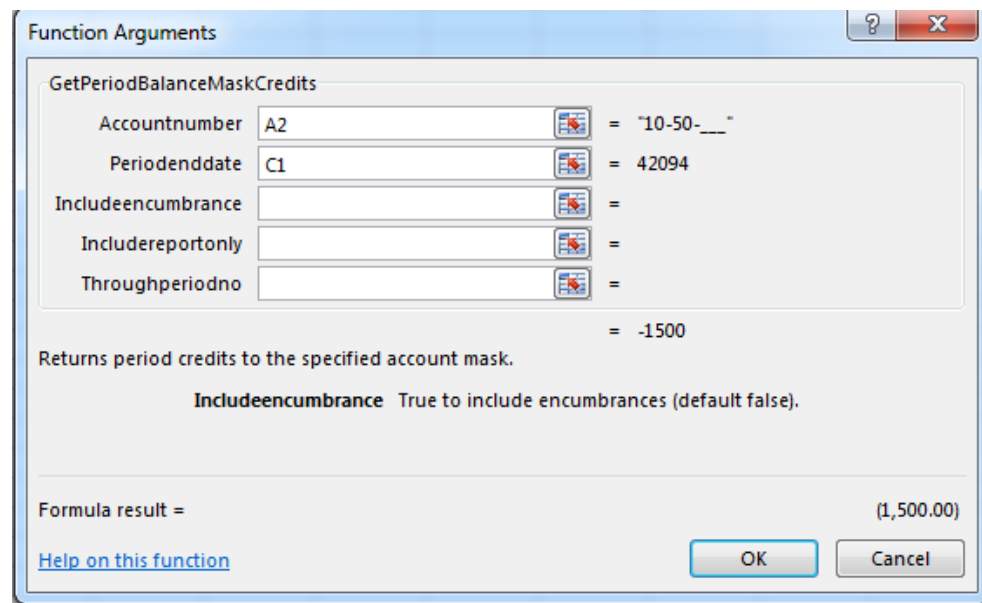 Function Arguments
GetPeriodBalanceMaskCredits
Accountnumber A2 = "10-50-___"
Periodenddate C1 = 42094
Includeencumbrance =
Includereportonly =
Throughperiodno =
= -1500
Returns period credits to the specified account mask.
Includeencumbrance True to include encumbrances (default false).
Formula result = (1,500.00)
Help on this function OK Cancel